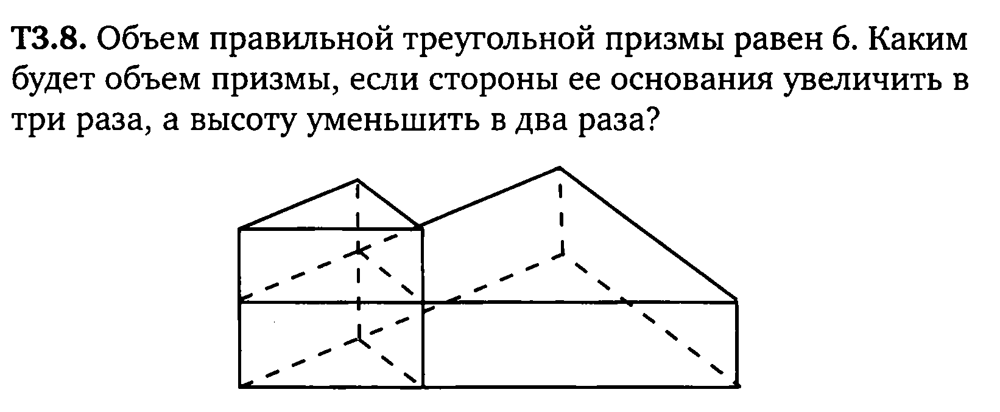 Т3.8. Объем правильной треугольной призмы равен 6. Каким
будет объем призмы, если стороны ее основания увеличить в
три раза, а высоту уменьшить в два раза?